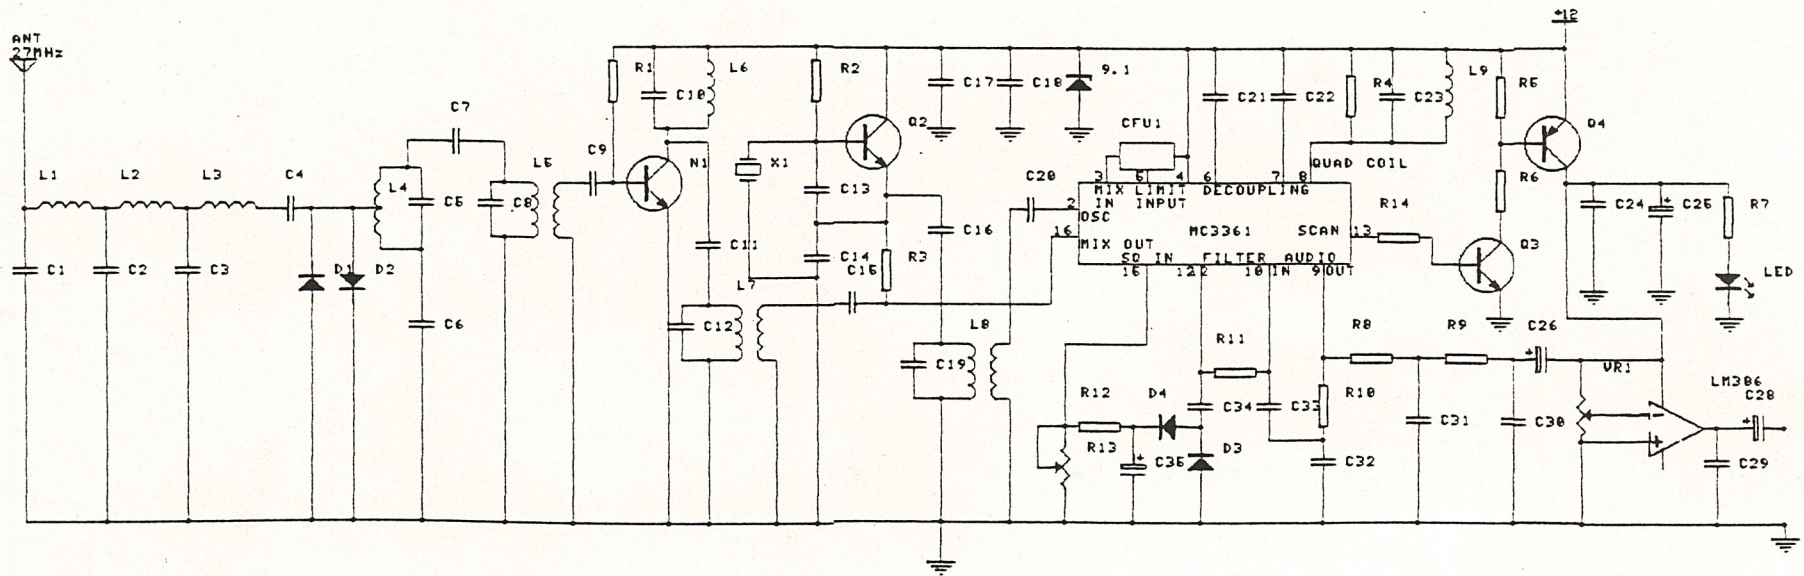 ANT
27MHz
+12
R1
L6
C10
R2
Q2
C17
C18
9.1
C21
C22
R4
C23
L9
R5
Q4
CFU1
QUAD COIL
C7
C4
L1
L2
L3
L4
C5
C8
L5
C9
N1
X1
C13
C20
3 5 4 6 7 8
MIX LIMIT DECOUPLING
IN INPUT
2
OSC
16
MIX OUT
MC3361
SCAN 13
SQ IN FILTER AUDIO
10 IN 9 OUT
R14
R6
Q3
C24
C25
R7
LED
C1
C2
C3
D1
D2
C6
C11
C14
C15
R3
C16
L7
C12
L8
C19
R11
R8
R9
C26
VR1
LM386
C28
R12
D4
C34
C33
R10
C31
C30
R13
C35
D3
C32
C29